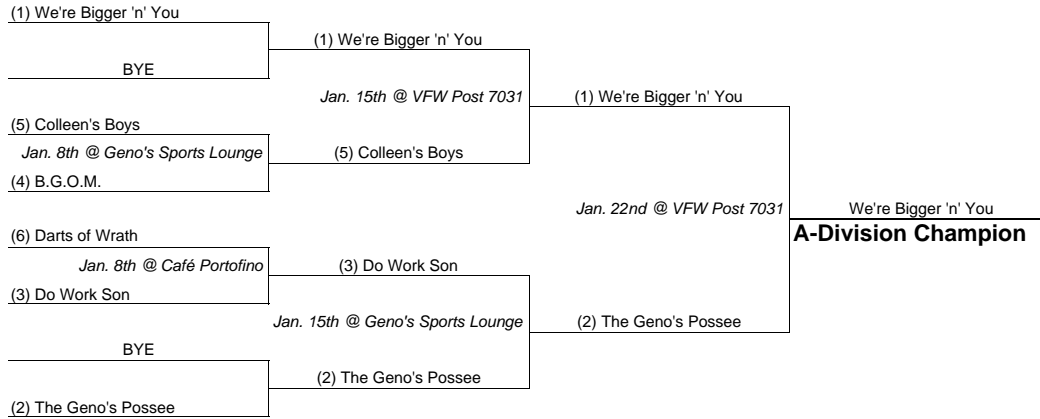 (1) We're Bigger 'n' You
(1) We're Bigger 'n' You
BYE
Jan. 15th @ VFW Post 7031
(1) We're Bigger 'n' You
(5) Colleen's Boys
Jan. 8th @ Geno's Sports Lounge
(5) Colleen's Boys
(4) B.G.O.M.
Jan. 22nd @ VFW Post 7031
We're Bigger 'n' You
A-Division Champion
(6) Darts of Wrath
Jan. 8th @ Café Portofino
(3) Do Work Son
(3) Do Work Son
Jan. 15th @ Geno's Sports Lounge
(2) The Geno's Possee
BYE
(2) The Geno's Possee
(2) The Geno's Possee